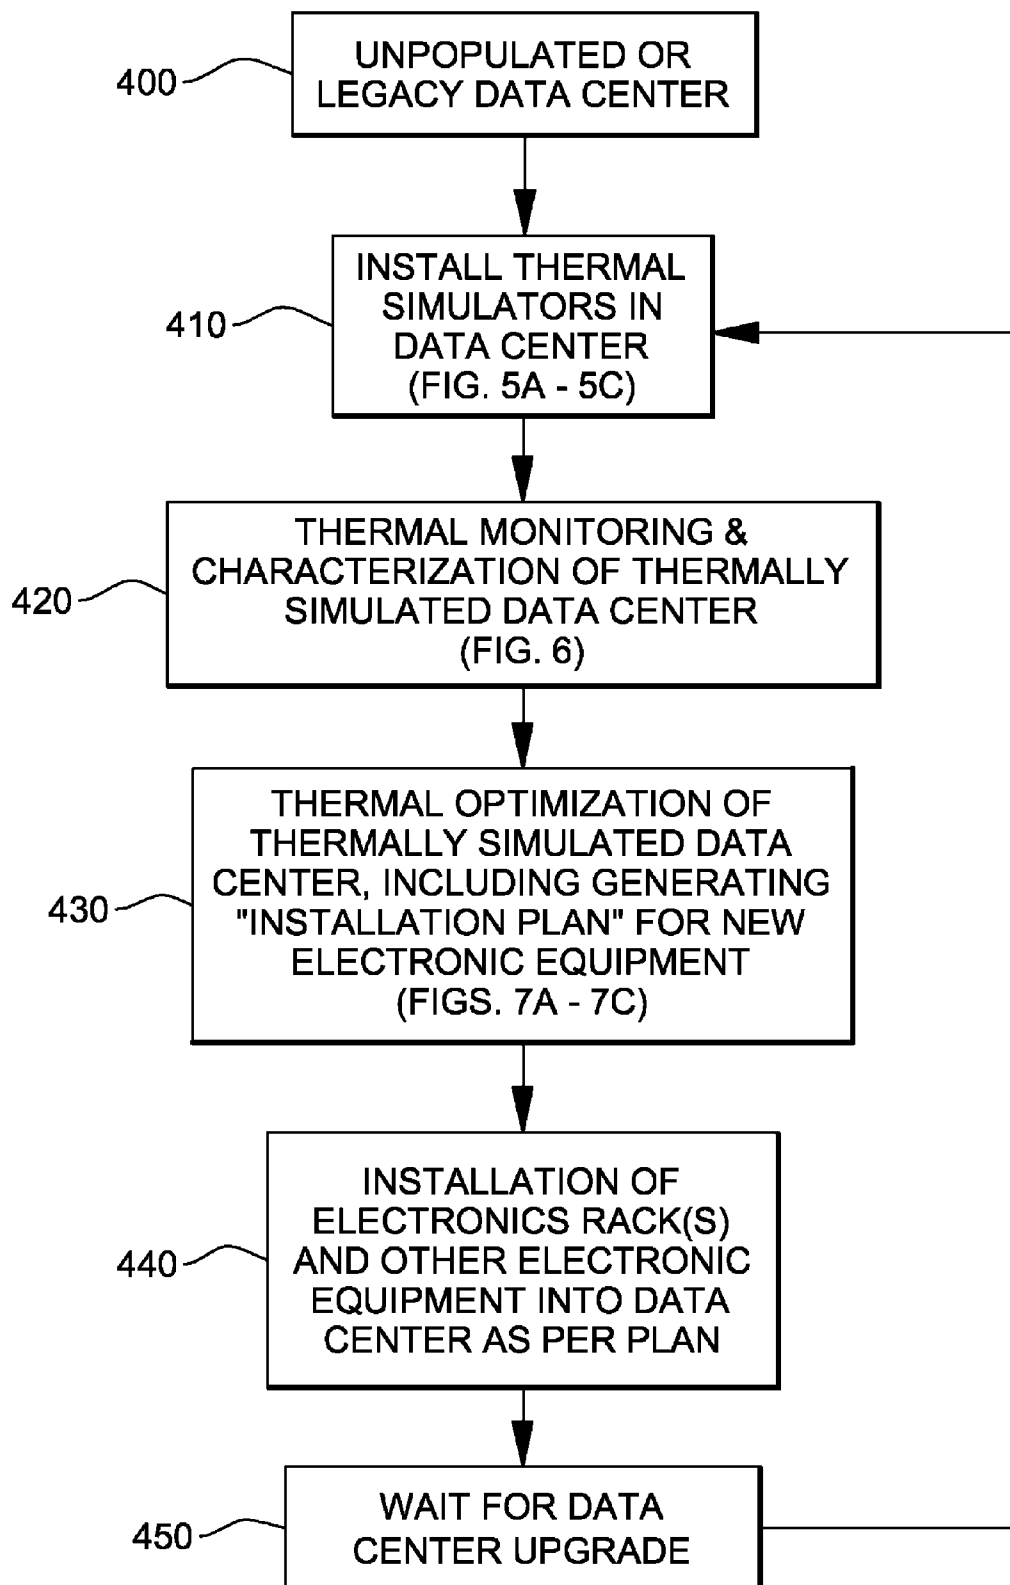 UNPOPULATED OR
LEGACY DATA CENTER
400
INSTALL THERMAL
SIMULATORS IN
DATA CENTER
(FIG. 5A - 5C)
410
THERMAL MONITORING &
CHARACTERIZATION OF THERMALLY
SIMULATED DATA CENTER
(FIG. 6)
420
THERMAL OPTIMIZATION OF
THERMALLY SIMULATED DATA
CENTER, INCLUDING GENERATING
"INSTALLATION PLAN" FOR NEW
ELECTRONIC EQUIPMENT
(FIGS. 7A - 7C)
430
INSTALLATION OF
ELECTRONICS RACK(S)
AND OTHER ELECTRONIC
EQUIPMENT INTO DATA
CENTER AS PER PLAN
440
WAIT FOR DATA
CENTER UPGRADE
450